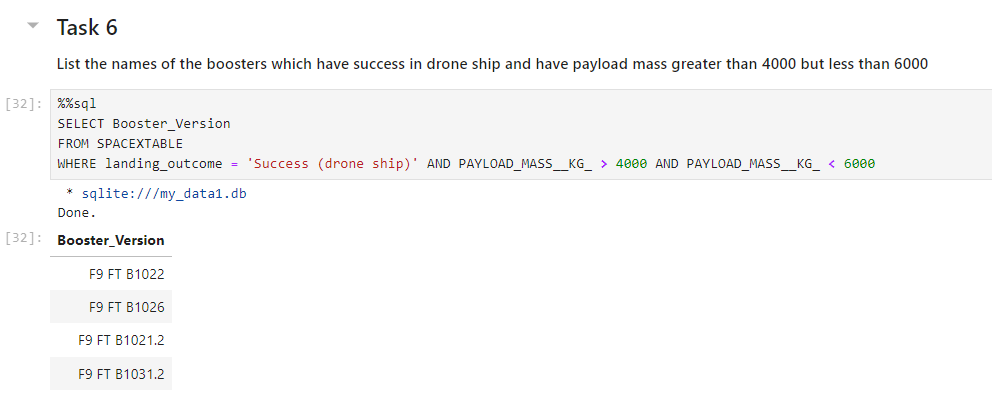 Task 6
List the names of the boosters which have success in drone ship and have payload mass greater than 4000 but less than 6000
[32]: %%sql
SELECT Booster_Version
FROM SPACEXTABLE
WHERE landing_outcome = 'Success (drone ship)' AND PAYLOAD_MASS__KG_ > 4000 AND PAYLOAD_MASS__KG_ < 6000
* sqlite:///my_data1.db
Done.
[32]: Booster_Version
F9 FT B1022
F9 FT B1026
F9 FT B1021.2
F9 FT B1031.2